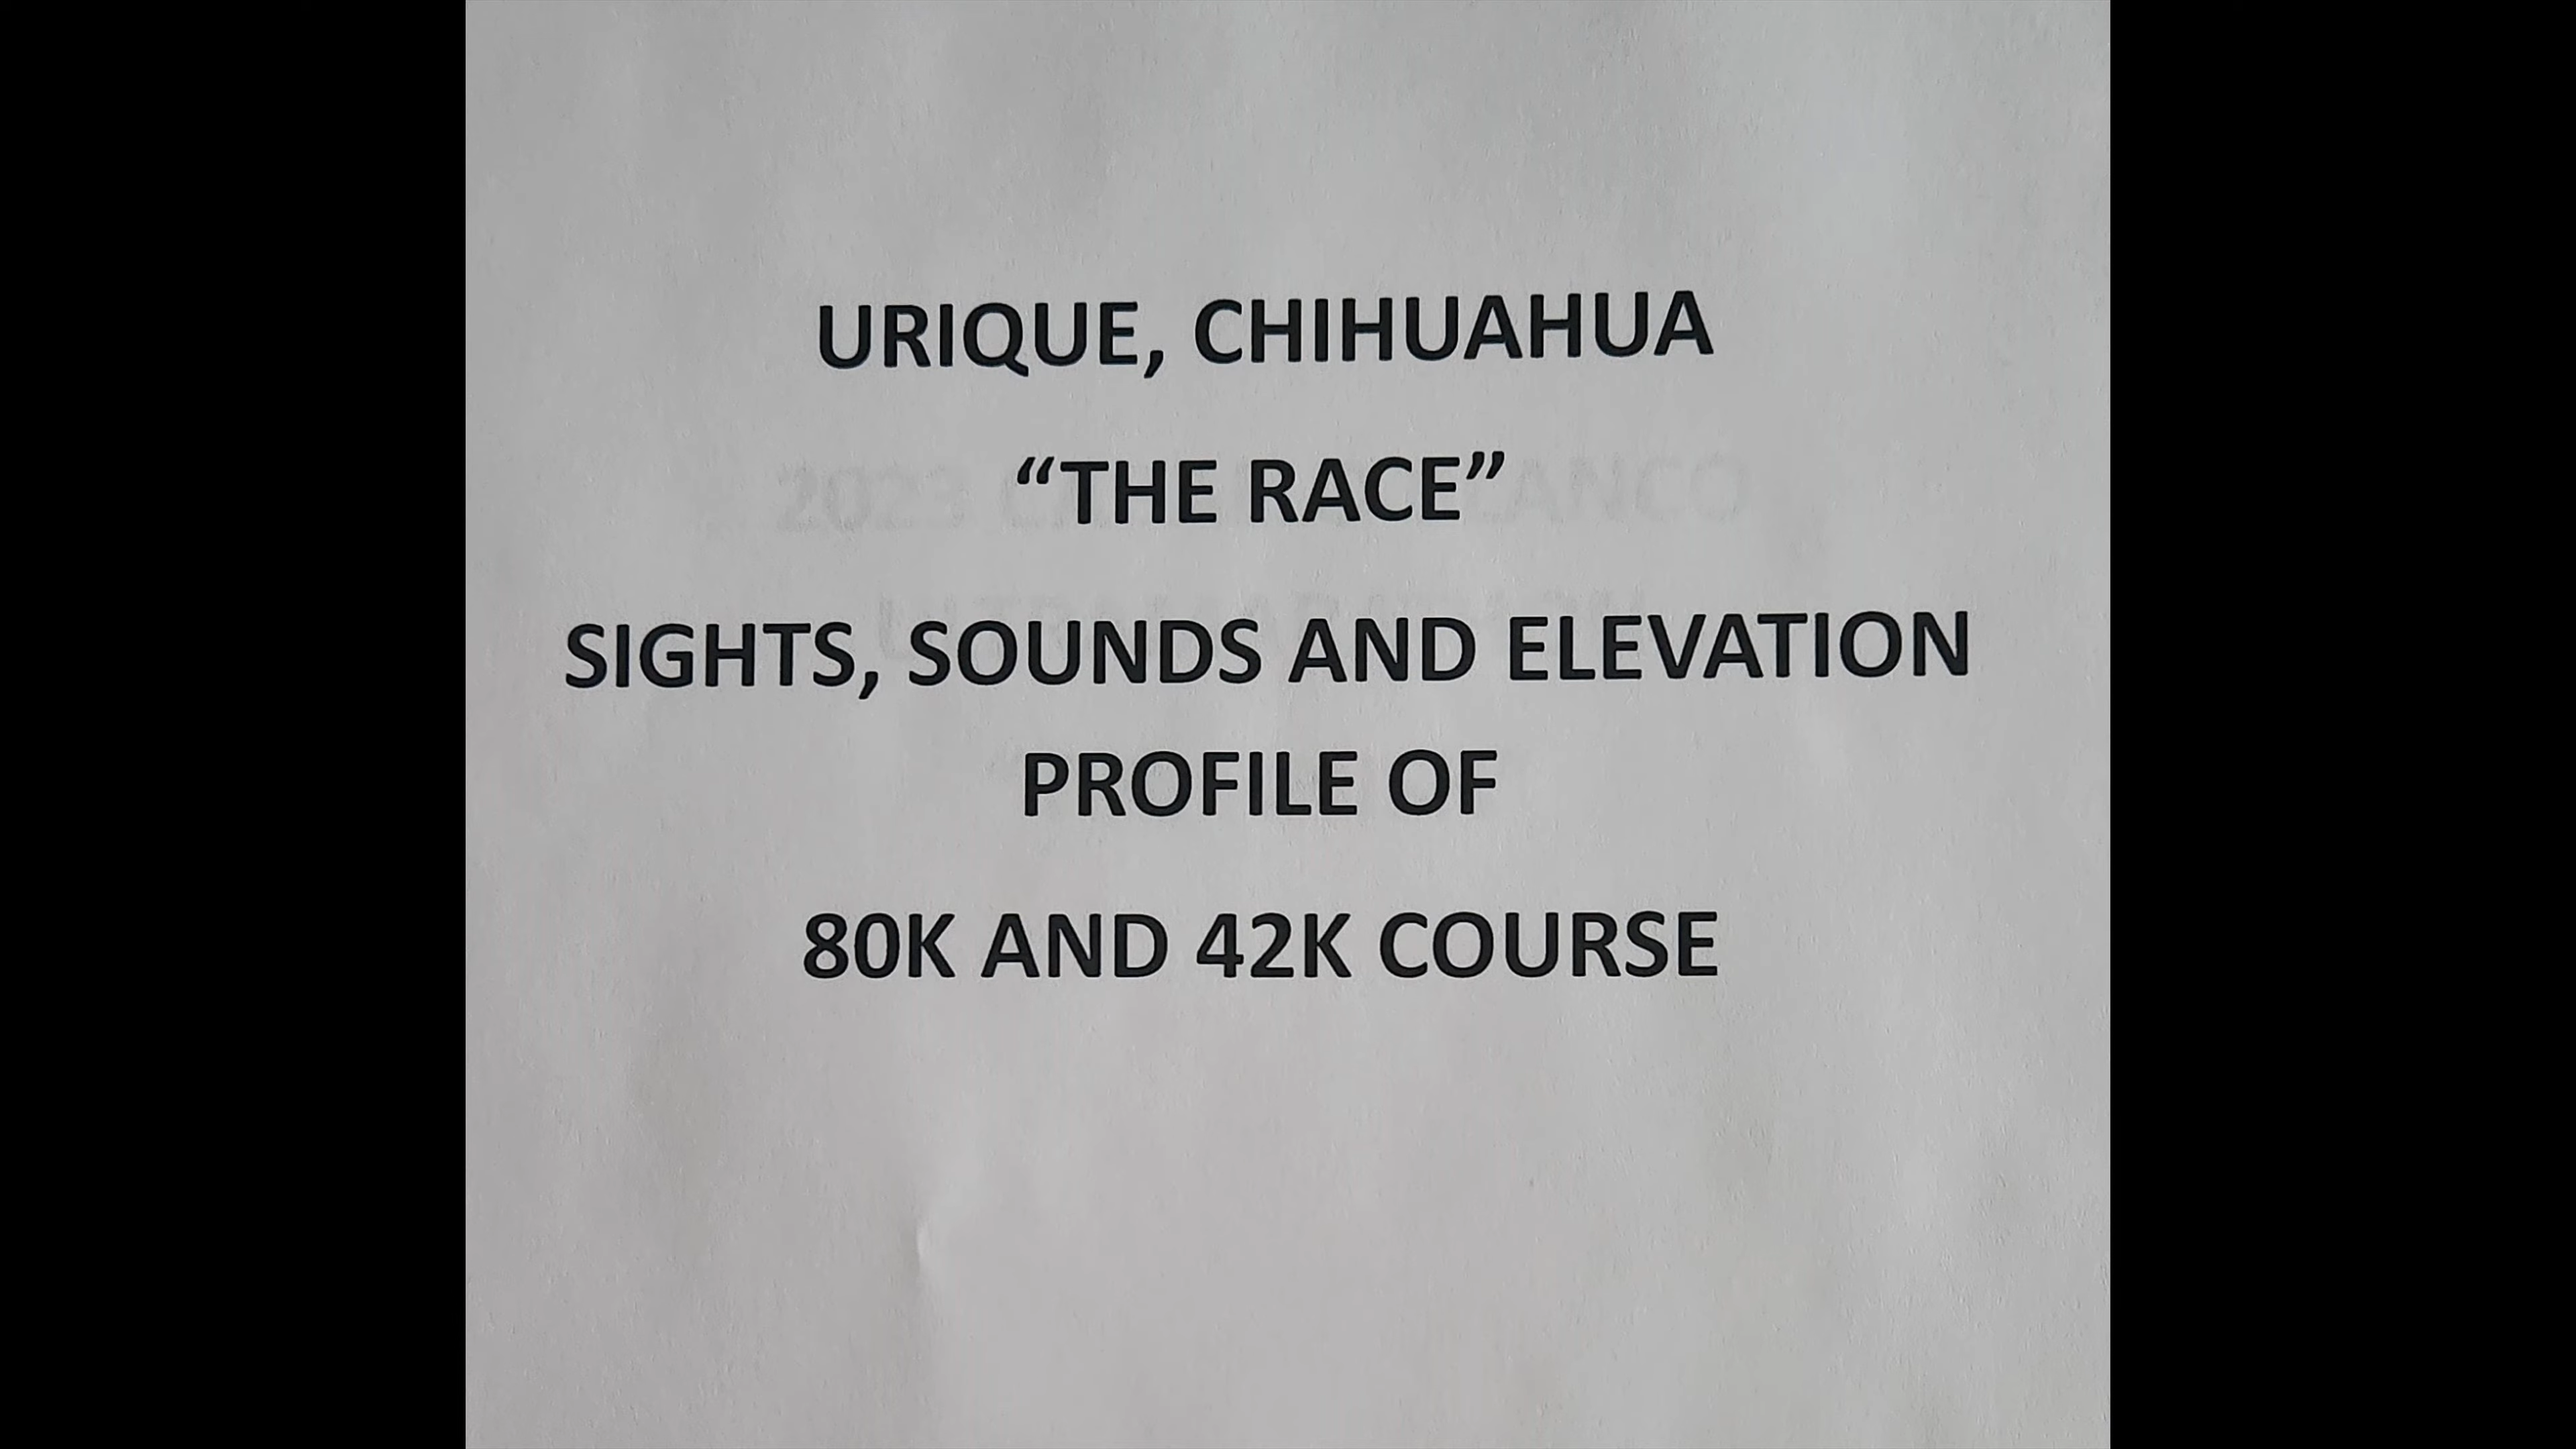 URIQUE, CHIHUAHUA
“THE RACE”
SIGHTS, SOUNDS AND ELEVATION
PROFILE OF
80K AND 42K COURSE